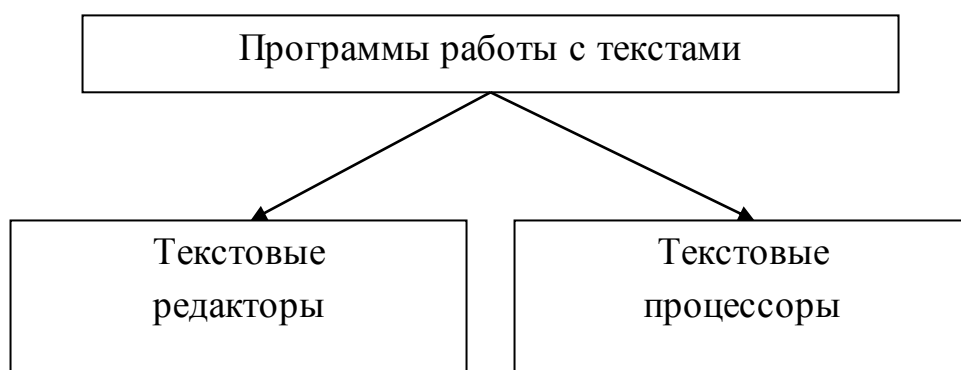 Программы работы с текстами
Текстовые
редакторы
Текстовые
процессоры